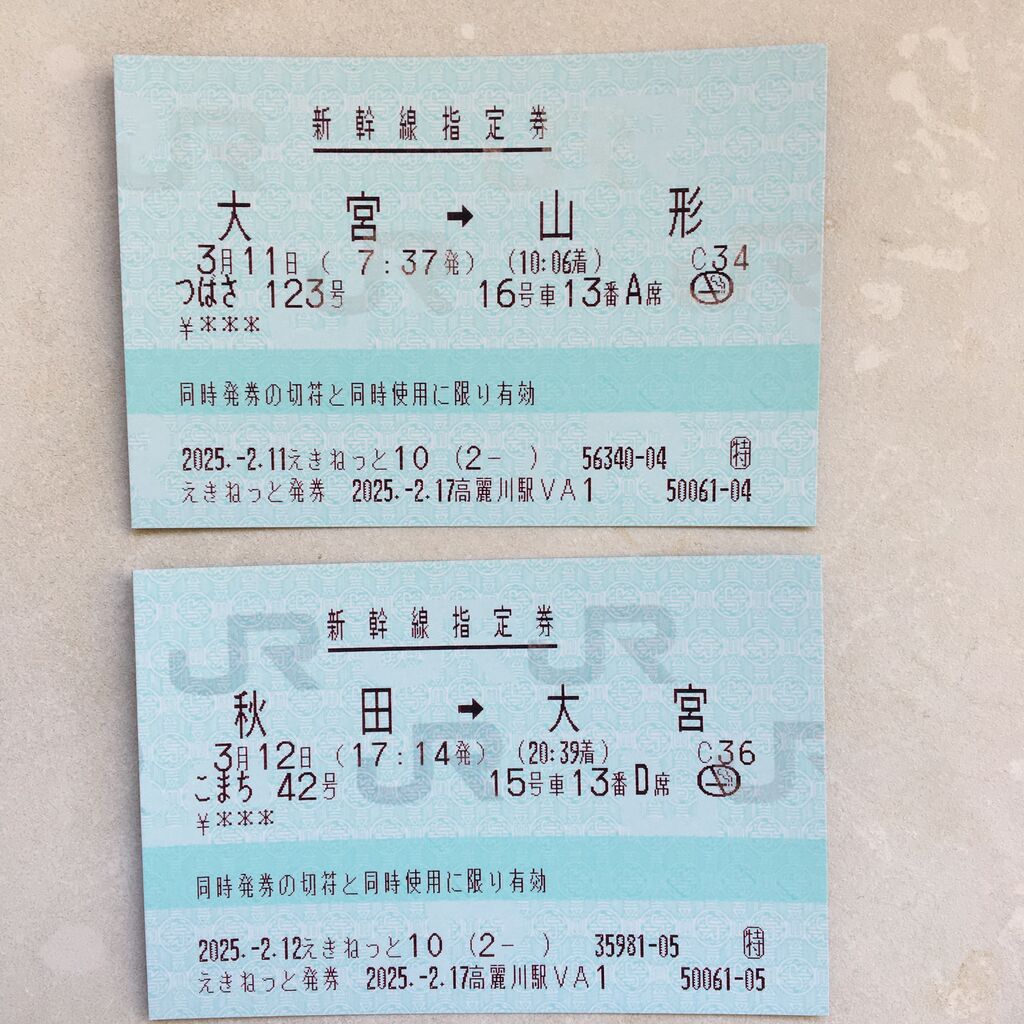 新幹線指定券
大宮→山形
3月11日 ( 7:37発) (10:06着) C34
つばさ 123号 16号車13番A席
¥***
同時発券の切符と同時使用に限り有効
2025.-2.11えきねっと10 (2- ) 56340-04 特
えきねっと発券 2025.-2.17高麗川駅VA1 50061-04
新幹線指定券
JR JR
秋田→大宮
3月12日 (17:14発) (20:39着) C36
こまち 42号 15号車13番D席
¥***
同時発券の切符と同時使用に限り有効
2025.-2.12えきねっと10 (2- ) 35981-05 特
えきねっと発券 2025.-2.17高麗川駅VA1 50061-05